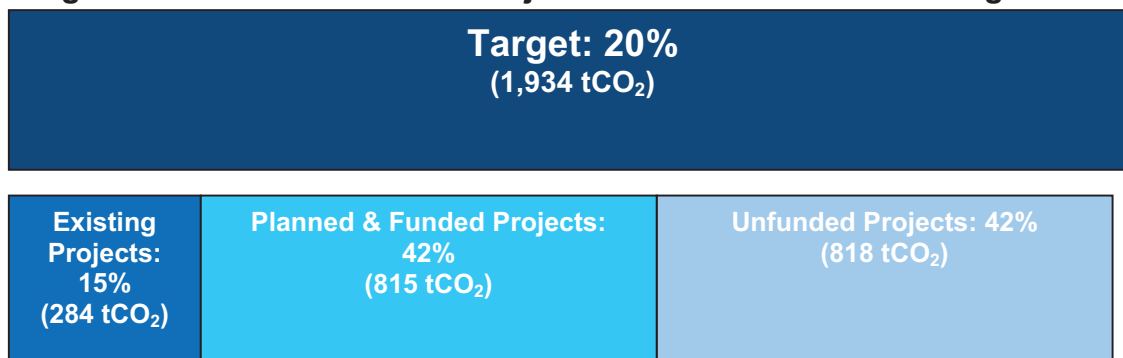 Target: 20%
(1,934 tCO₂)
Existing
Projects:
15%
(284 tCO₂)
Planned & Funded Projects:
42%
(815 tCO₂)
Unfunded Projects: 42%
(818 tCO₂)